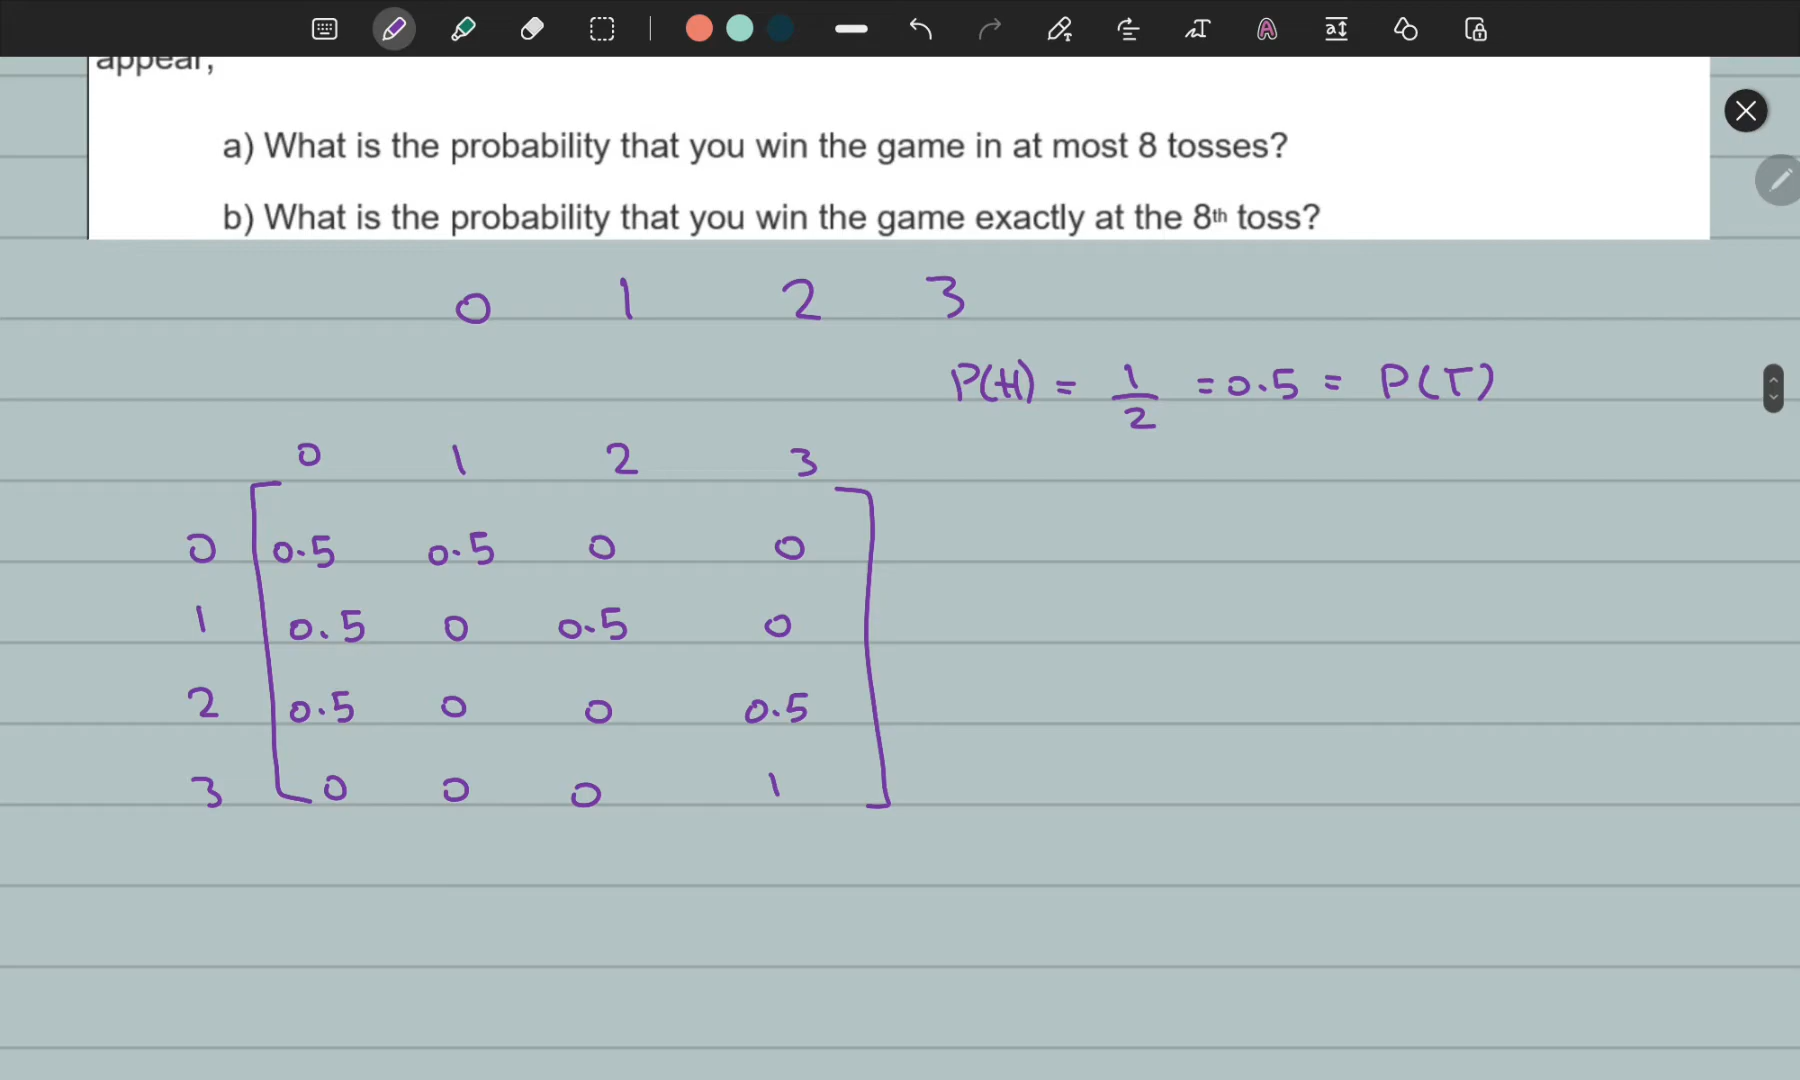 appear;
a) What is the probability that you win the game in at most 8 tosses?
b) What is the probability that you win the game exactly at the 8th toss?
0 1 2 3
P(H) = 1/2 = 0.5 = P(T)
0 1 2 3
0 0.5 0.5 0 0
1 0.5 0 0.5 0
2 0.5 0 0 0.5
3 0 0 0 1